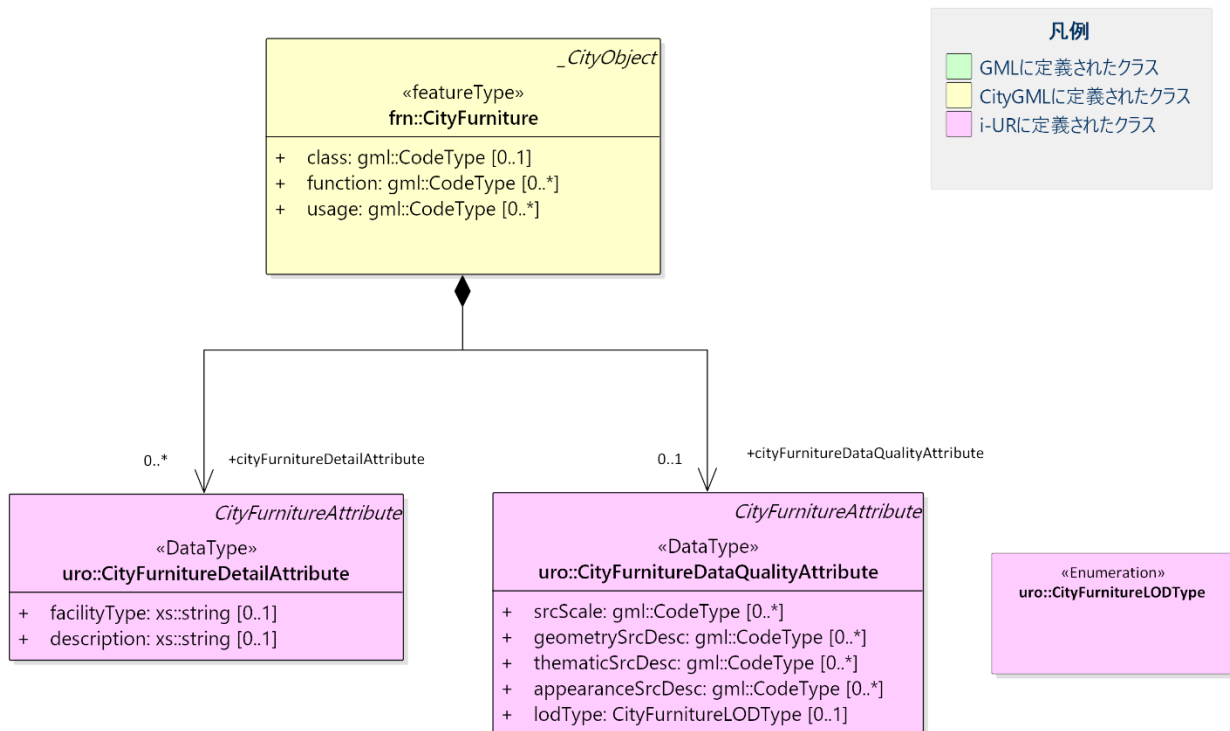 凡例
GMLに定義されたクラス
CityGMLに定義されたクラス
i-URに定義されたクラス
_CityObject
«featureType»
frn::CityFurniture
+ class: gml::CodeType [0..1]
+ function: gml::CodeType [0..*]
+ usage: gml::CodeType [0..*]
0..* +cityFurnitureDetailAttribute
0..1 +cityFurnitureDataQualityAttribute
CityFurnitureAttribute
«DataType»
uro::CityFurnitureDetailAttribute
+ facilityType: xs::string [0..1]
+ description: xs::string [0..1]
CityFurnitureAttribute
«DataType»
uro::CityFurnitureDataQualityAttribute
+ srcScale: gml::CodeType [0..*]
+ geometrySrcDesc: gml::CodeType [0..*]
+ thematicSrcDesc: gml::CodeType [0..*]
+ appearanceSrcDesc: gml::CodeType [0..*]
+ lodType: CityFurnitureLODType [0..1]
«Enumeration»
uro::CityFurnitureLODType